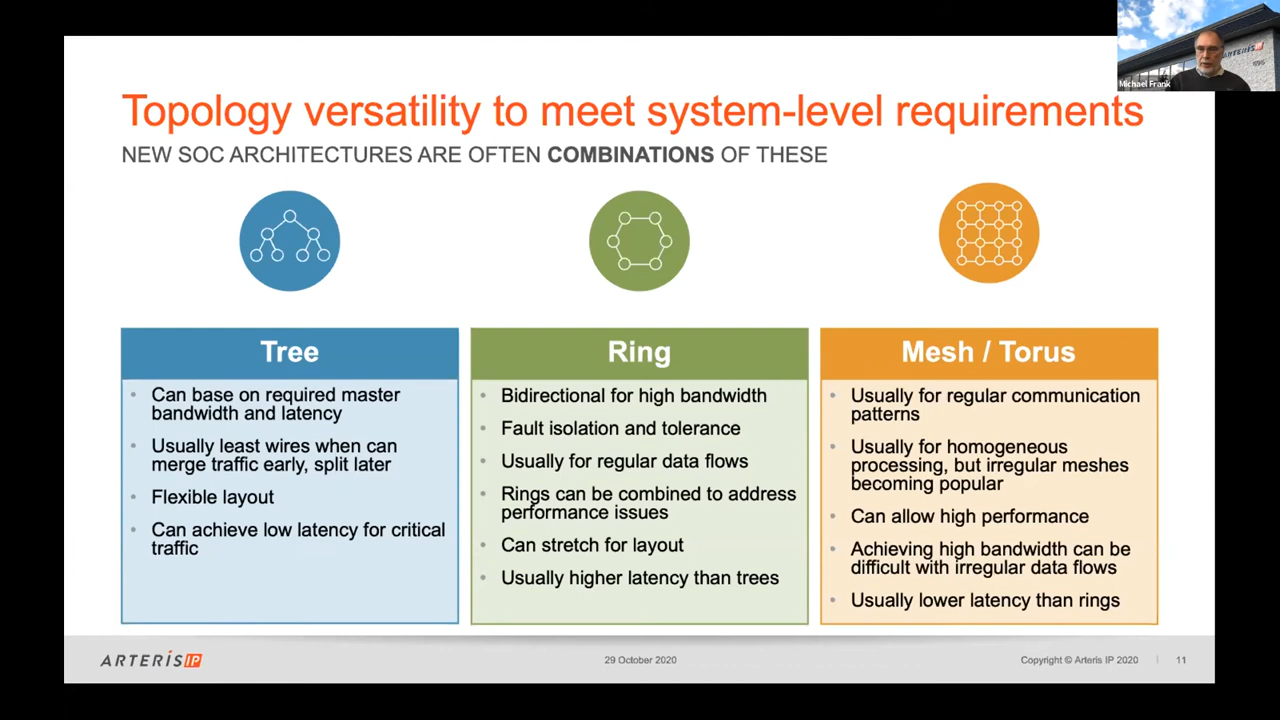 Topology versatility to meet system-level requirements
NEW SOC ARCHITECTURES ARE OFTEN COMBINATIONS OF THESE
Tree
Can base on required master
bandwidth and latency
Usually least wires when can
merge traffic early, split later
Flexible layout
Can achieve low latency for critical
traffic
Ring
Bidirectional for high bandwidth
Fault isolation and tolerance
Usually for regular data flows
Rings can be combined to address
performance issues
Can stretch for layout
Usually higher latency than trees
Mesh / Torus
Usually for regular communication
patterns
Usually for homogeneous
processing, but irregular meshes
becoming popular
Can allow high performance
Achieving high bandwidth can be
difficult with irregular data flows
Usually lower latency than rings
ARTERIS IP
29 October 2020
Copyright © Arteris IP 2020
11
ARTERIS IP
Michael Frank